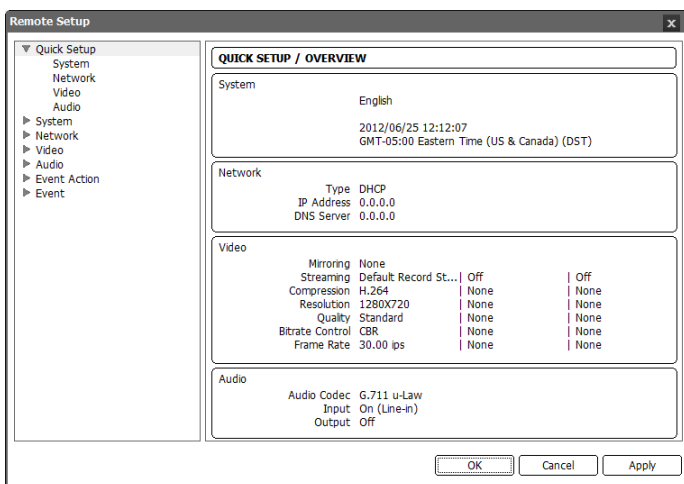 Remote Setup
x
Quick Setup
System
Network
Video
Audio
System
Network
Video
Audio
Event Action
Event
QUICK SETUP / OVERVIEW
System
English
2012/06/25 12:12:07
GMT-05:00 Eastern Time (US & Canada) (DST)
Network
Type DHCP
IP Address 0.0.0.0
DNS Server 0.0.0.0
Video
Mirroring None
Streaming Default Record St... | Off | Off
Compression H.264 | None | None
Resolution 1280X720 | None | None
Quality Standard | None | None
Bitrate Control CBR | None | None
Frame Rate 30.00 ips | None | None
Audio
Audio Codec G.711 u-Law
Input On (Line-in)
Output Off
OK Cancel Apply